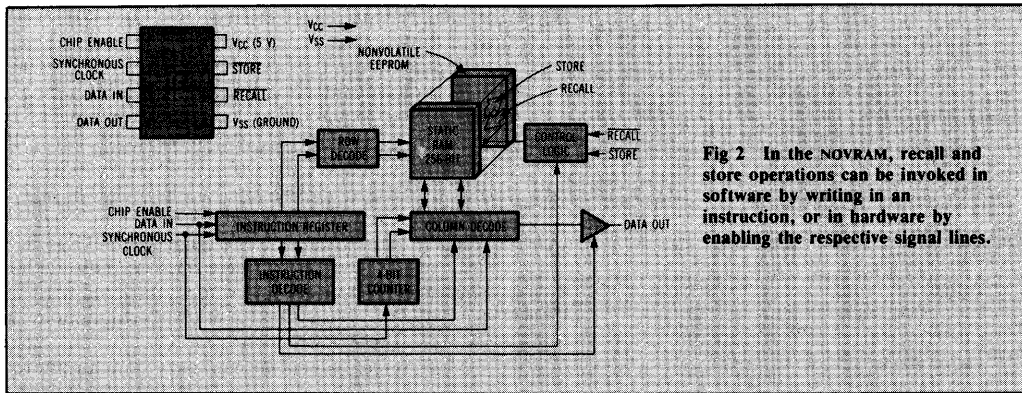 CHIP ENABLE
SYNCHRONOUS
CLOCK
DATA IN
DATA OUT
VCC (5 V)
STORE
RECALL
VSS (GROUND)
VCC
VSS
NONVOLATILE
EEPROM
STORE
RECALL
STATIC
RAM
256-BIT
ROW
DECODE
CONTROL
LOGIC
RECALL
STORE
CHIP ENABLE
DATA IN
SYNCHRONOUS
CLOCK
INSTRUCTION REGISTER
COLUMN DECODE
DATA OUT
INSTRUCTION
DECODE
4-BIT
COUNTER
Fig 2 In the NOVRAM, recall and
store operations can be invoked in
software by writing in an
instruction, or in hardware by
enabling the respective signal lines.